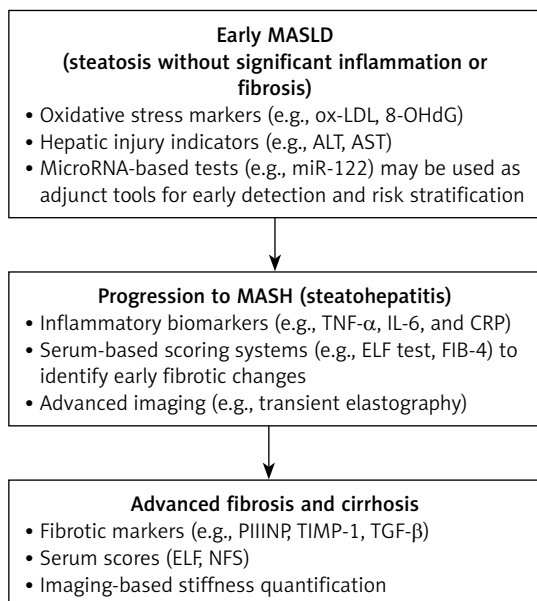 Early MASLD
(steatosis without significant inflammation or
fibrosis)
• Oxidative stress markers (e.g., ox-LDL, 8-OHdG)
• Hepatic injury indicators (e.g., ALT, AST)
• MicroRNA-based tests (e.g., miR-122) may be used as
adjunct tools for early detection and risk stratification
Progression to MASH (steatohepatitis)
• Inflammatory biomarkers (e.g., TNF-α, IL-6, and CRP)
• Serum-based scoring systems (e.g., ELF test, FIB-4) to
identify early fibrotic changes
• Advanced imaging (e.g., transient elastography)
Advanced fibrosis and cirrhosis
• Fibrotic markers (e.g., PIIINP, TIMP-1, TGF-β)
• Serum scores (ELF, NFS)
• Imaging-based stiffness quantification